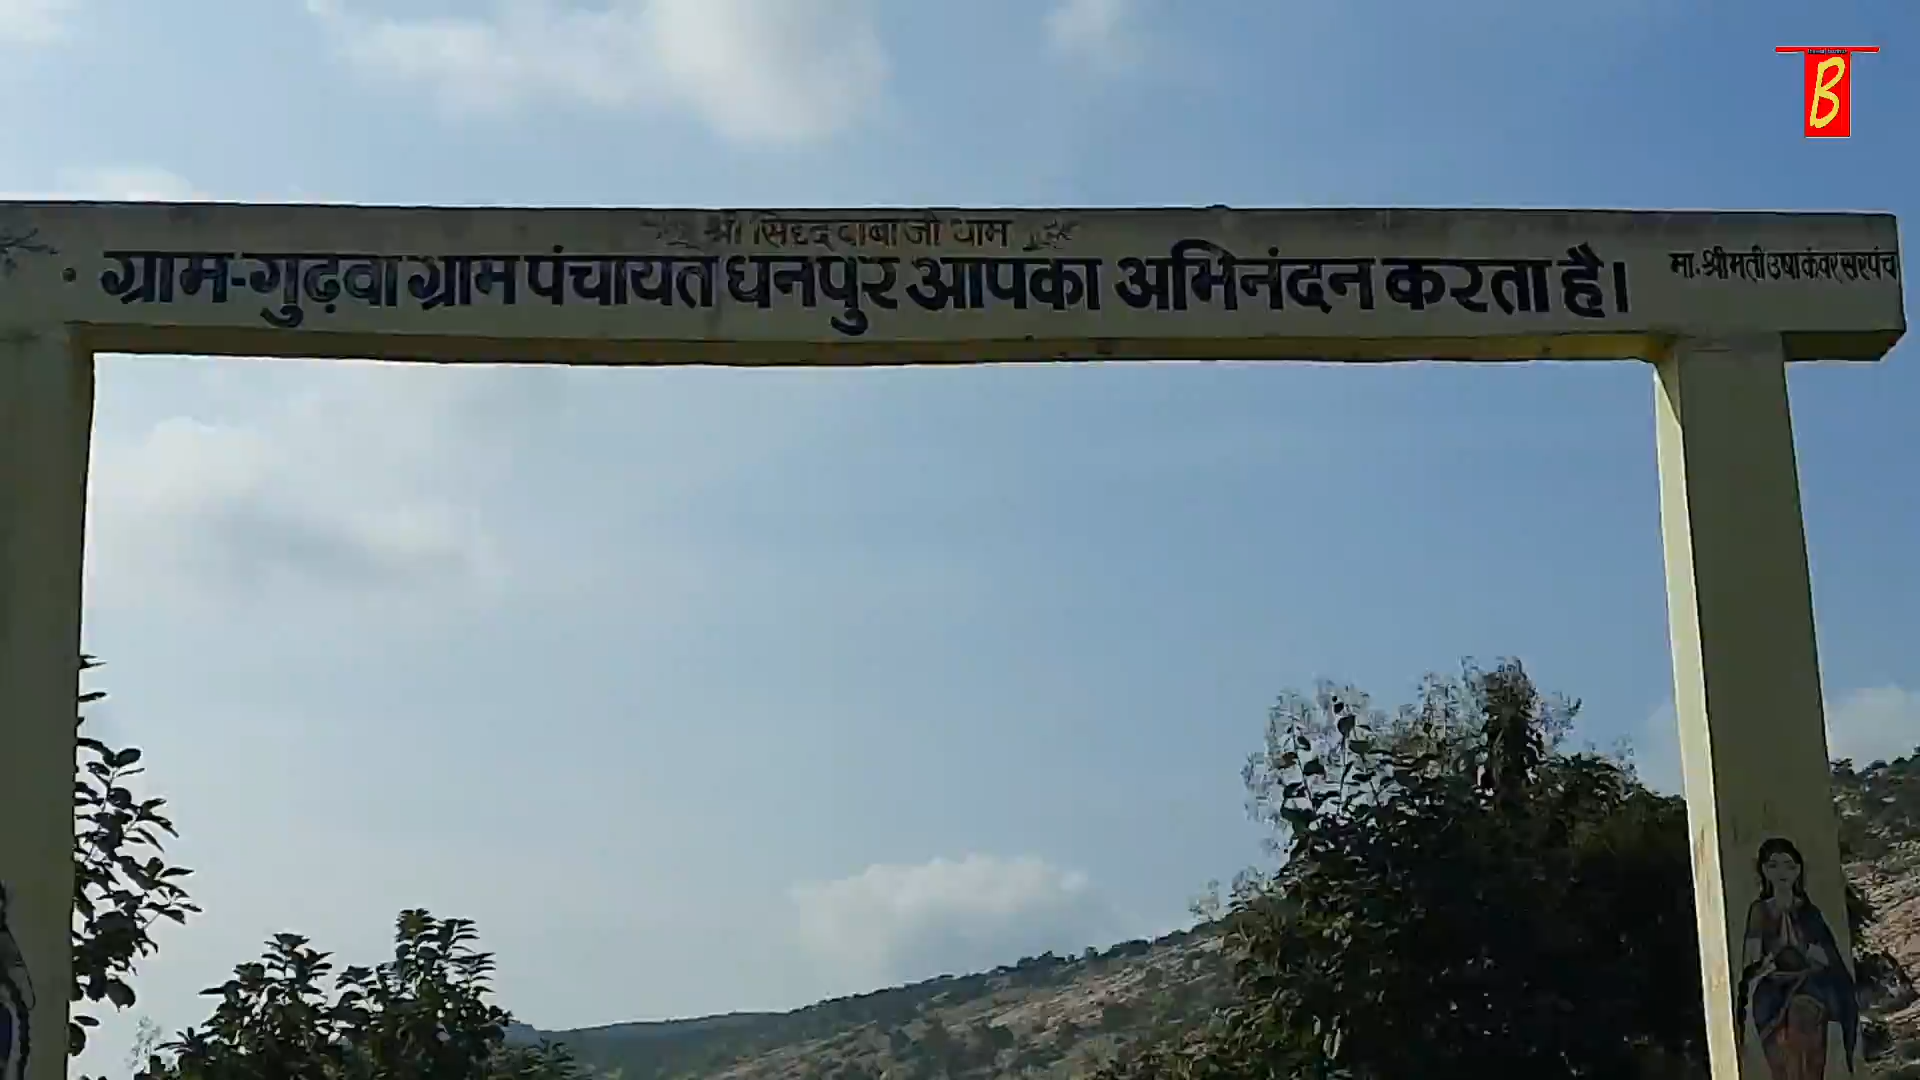 श्री सिद्द बाबा जी धाम
ग्राम-गुढ़वा ग्राम पंचायत धनपुर आपका अभिनंदन करता है।
मा. श्रीमती उषा कंवर सरपंच
B